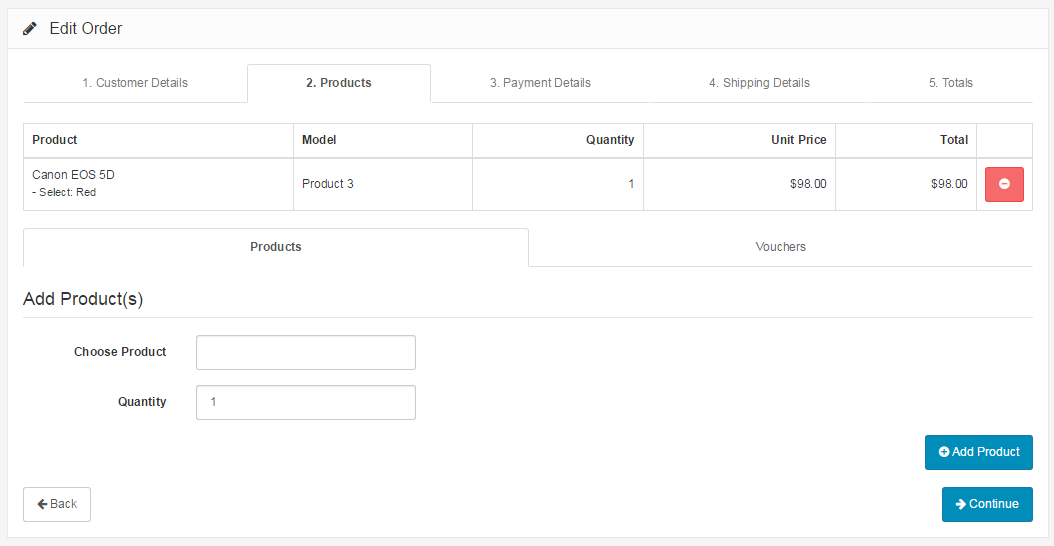 Edit Order
1. Customer Details 2. Products 3. Payment Details 4. Shipping Details 5. Totals
Product Model Quantity Unit Price Total
Canon EOS 5D
- Select: Red
Product 3 1 $98.00 $98.00
Products Vouchers
Add Product(s)
Choose Product
Quantity 1
Add Product
Back Continue